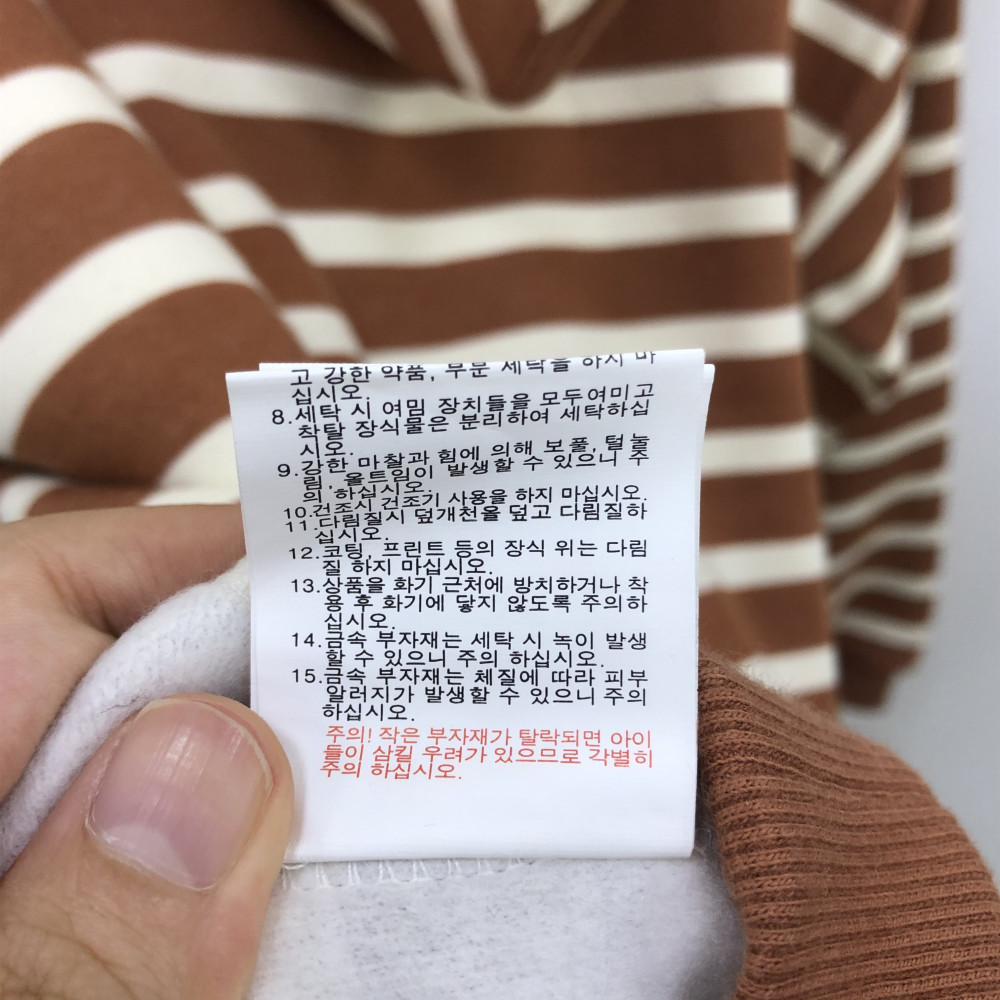 고 강한 약품, 부분 세탁을 하지 마
십시오.
8.세탁 시 여밈 장치들을 모두여미고
착탈 장식물은 분리하여 세탁하십
시오.
9.강한 마찰과 힘에 의해 보풀, 털눌
림, 올트임이 발생할 수 있으니 주
의 하십시오.
10.건조시 건조기 사용을 하지 마십시오.
11.다림질시 덮개천을 덮고 다림질하
십시오.
12.코팅, 프린트 등의 장식 위는 다림
질 하지 마십시오.
13.상품을 화기 근처에 방치하거나 착
용 후 화기에 닿지 않도록 주의하
십시오.
14.금속 부자재는 세탁 시 녹이 발생
할 수 있으니 주의 하십시오.
15.금속 부자재는 체질에 따라 피부
알러지가 발생할 수 있으니 주의
하십시오.
주의! 작은 부자재가 탈락되면 아이
들이 삼킬 우려가 있으므로 각별히
주의 하십시오.